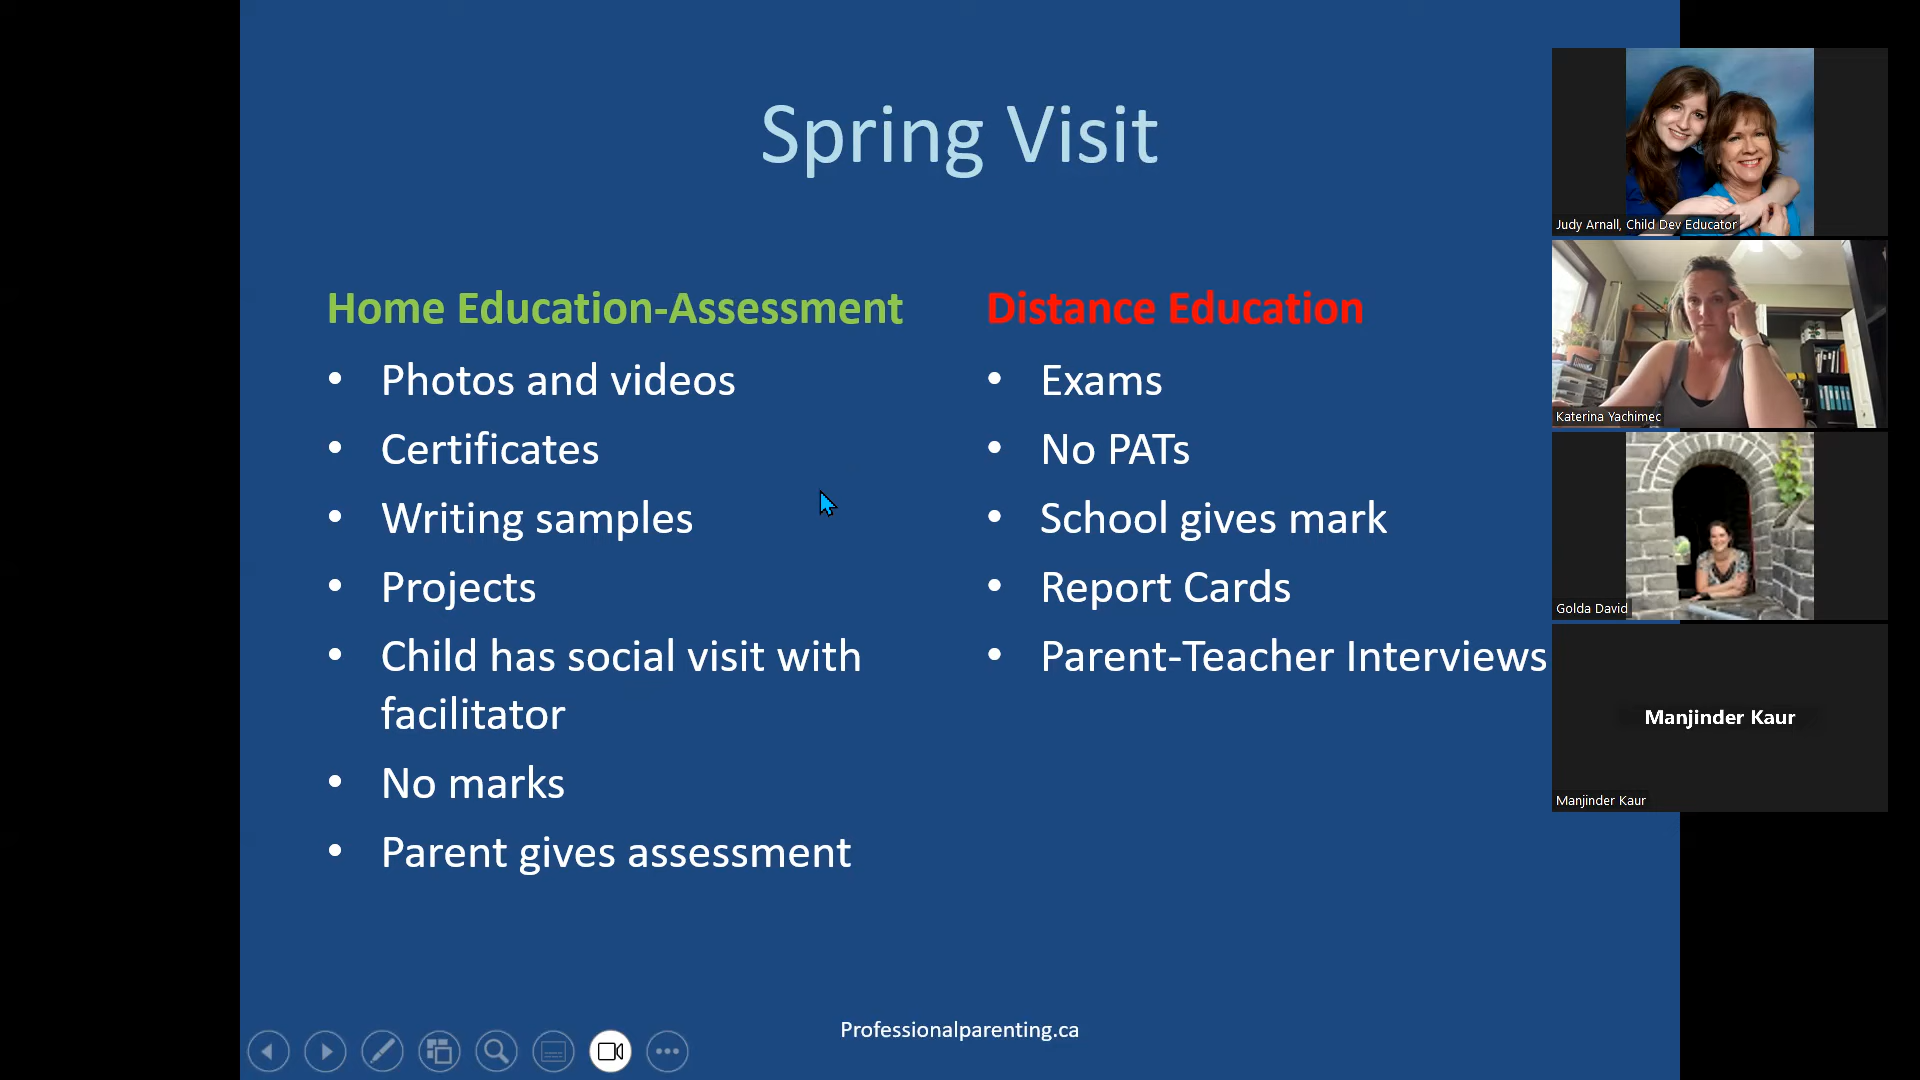 Spring Visit
Home Education-Assessment
• Photos and videos
• Certificates
• Writing samples
• Projects
• Child has social visit with
facilitator
• No marks
• Parent gives assessment
Distance Education
• Exams
• No PATs
• School gives mark
• Report Cards
• Parent-Teacher Interviews
Professionalparenting.ca
Judy Arnall, Child Dev Educator
Katerina Yachimec
Golda David
Manjinder Kaur
Manjinder Kaur